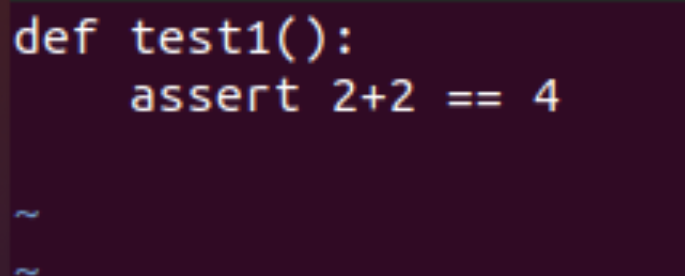 def test1():
    assert 2+2 == 4
~
~